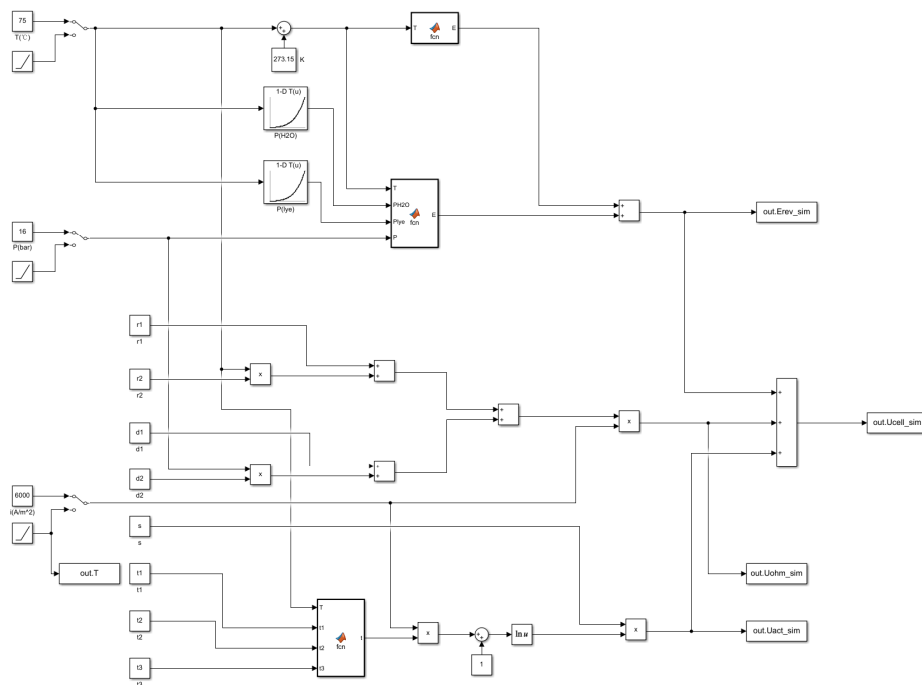 75
T(℃)
273.15
K
T
E
fcn
1-D T(u)
P(H2O)
1-D T(u)
P(lye)
T
PH2O
Plye
P
E
fcn
16
P(bar)
+
+
out.Erev_sim
r1
r1
r2
r2
x
+
+
d1
d1
d2
d2
x
+
+
+
+
x
+
+
+
out.Ucell_sim
6000
i(A/m^2)
s
s
out.T
t1
t1
t2
t2
t3
t3
T
t1
t2
t3
t
fcn
x
+
+
1
ln u
x
out.Uohm_sim
out.Uact_sim